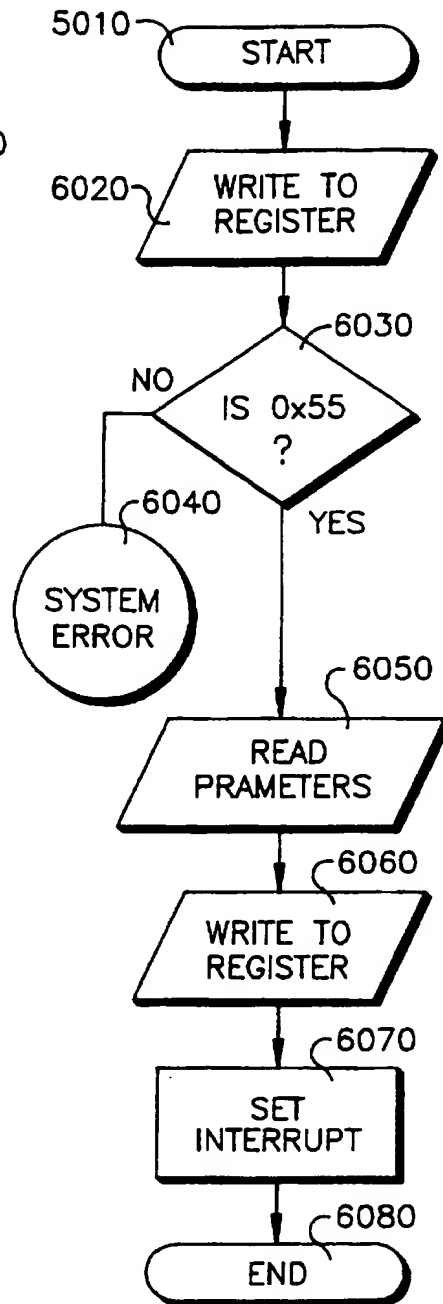 5010
START
0
6020
WRITE TO
REGISTER
6030
NO
IS 0x55
?
YES
6040
SYSTEM
ERROR
6050
READ
PRAMETERS
6060
WRITE TO
REGISTER
6070
SET
INTERRUPT
6080
END